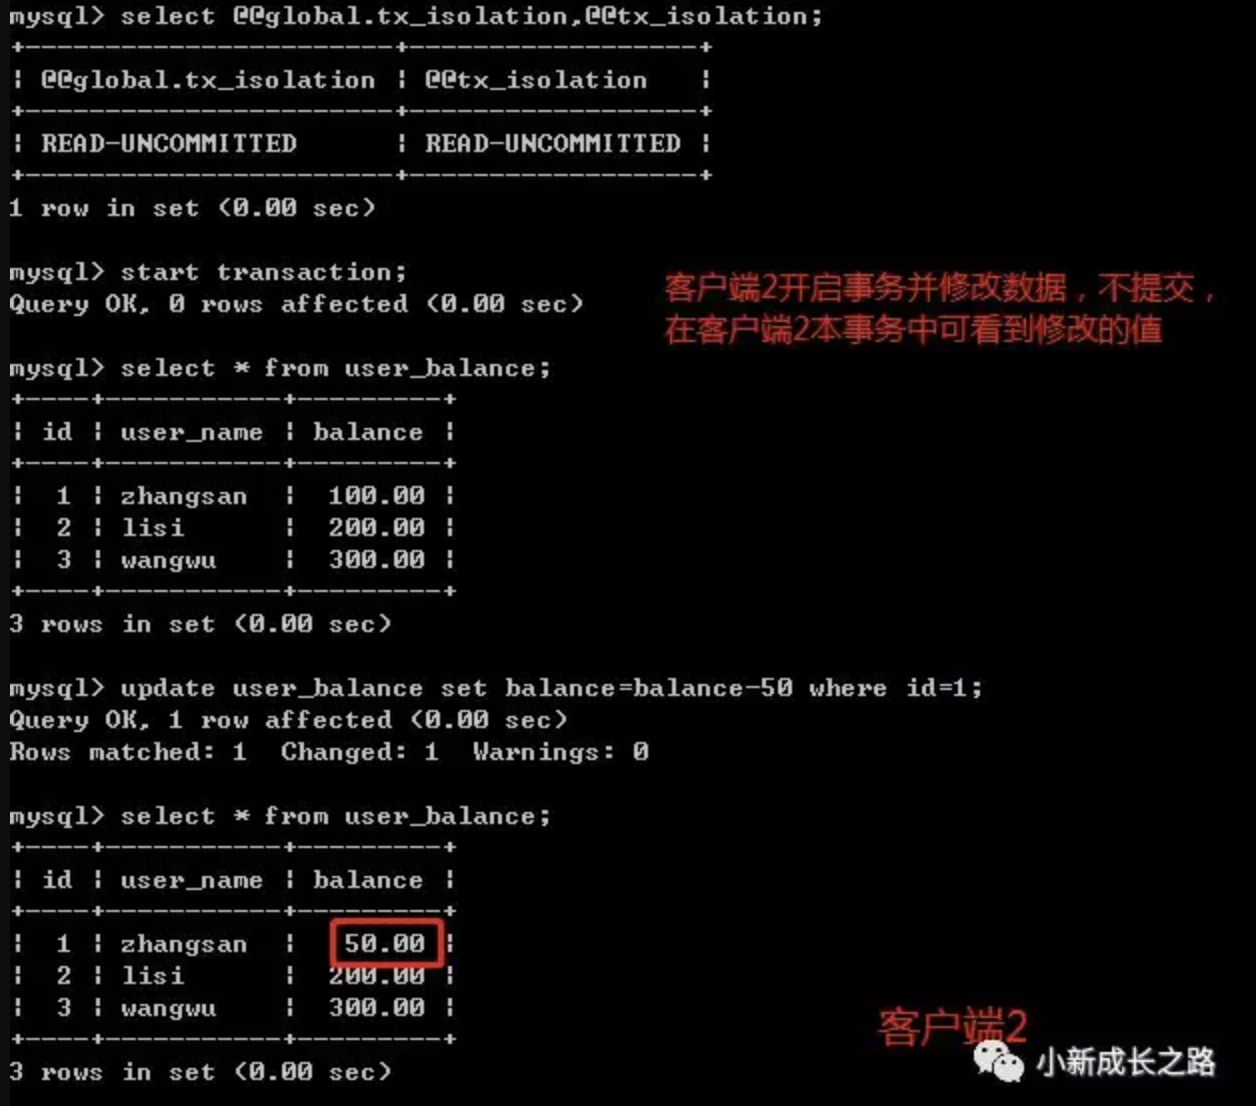 mysql> select @@global.tx_isolation,@@tx_isolation;
+-----------------------+------------------+
| @@global.tx_isolation | @@tx_isolation   |
+-----------------------+------------------+
| READ-UNCOMMITTED      | READ-UNCOMMITTED |
+-----------------------+------------------+
1 row in set (0.00 sec)
mysql> start transaction;
Query OK, 0 rows affected (0.00 sec)
客户端2开启事务并修改数据，不提交，
在客户端2本事务中可看到修改的值
mysql> select * from user_balance;
+----+-----------+---------+
| id | user_name | balance |
+----+-----------+---------+
|  1 | zhangsan  |  100.00 |
|  2 | lisi      |  200.00 |
|  3 | wangwu    |  300.00 |
+----+-----------+---------+
3 rows in set (0.00 sec)
mysql> update user_balance set balance=balance-50 where id=1;
Query OK, 1 row affected (0.00 sec)
Rows matched: 1  Changed: 1  Warnings: 0
mysql> select * from user_balance;
+----+-----------+---------+
| id | user_name | balance |
+----+-----------+---------+
|  1 | zhangsan  |   50.00 |
|  2 | lisi      |  200.00 |
|  3 | wangwu    |  300.00 |
+----+-----------+---------+
3 rows in set (0.00 sec)
客户端2
小新成长之路